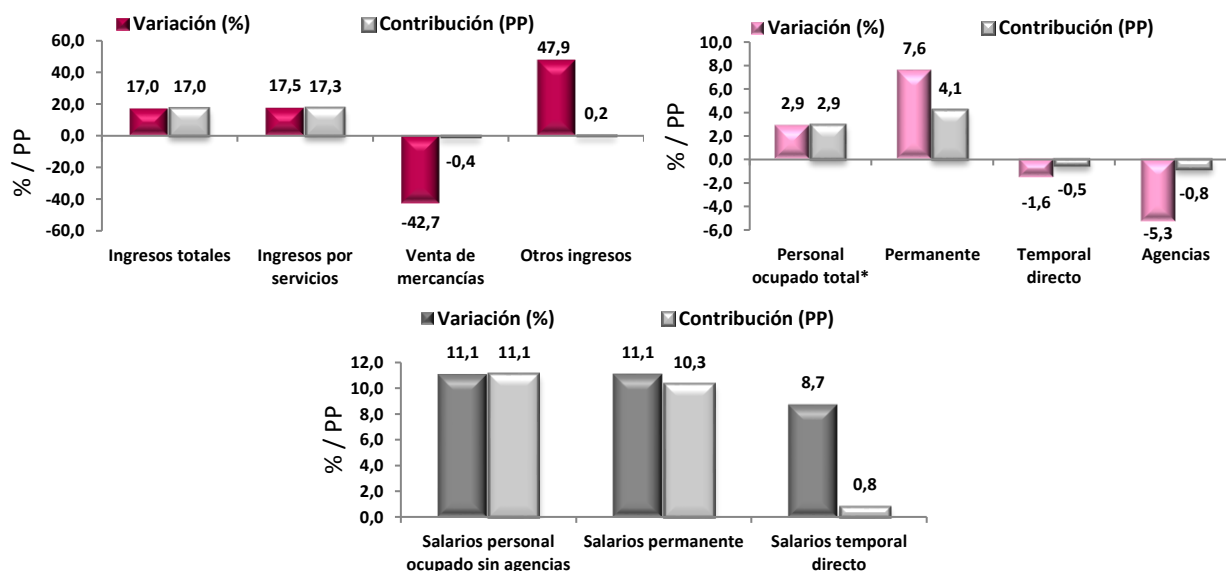 Variación (%) Contribución (PP)
60,0
40,0
20,0
0,0
-20,0
-40,0
-60,0
% / PP
17,0 17,0
17,5 17,3
-42,7 -0,4
47,9 0,2
Ingresos totales
Ingresos por
servicios
Venta de
mercancías
Otros ingresos
Variación (%) Contribución (PP)
10,0
8,0
6,0
4,0
2,0
0,0
-2,0
-4,0
-6,0
% / PP
2,9 2,9
7,6 4,1
-1,6 -0,5
-5,3 -0,8
Personal
ocupado total*
Permanente
Temporal
directo
Agencias
Variación (%) Contribución (PP)
12,0
10,0
8,0
6,0
4,0
2,0
0,0
% / PP
11,1 11,1
11,1 10,3
8,7 0,8
Salarios personal
ocupado sin agencias
Salarios permanente
Salarios temporal
directo